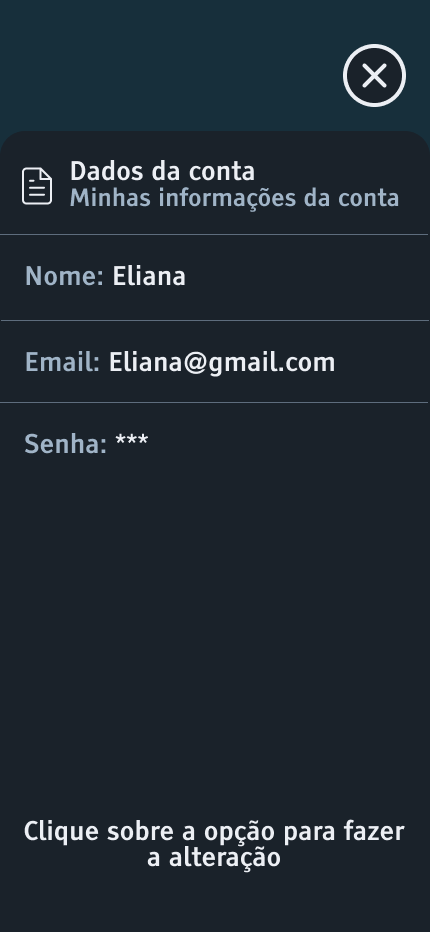 Dados da conta
Minhas informações da conta
Nome: Eliana
Email: Eliana@gmail.com
Senha: ***
Clique sobre a opção para fazer
a alteração